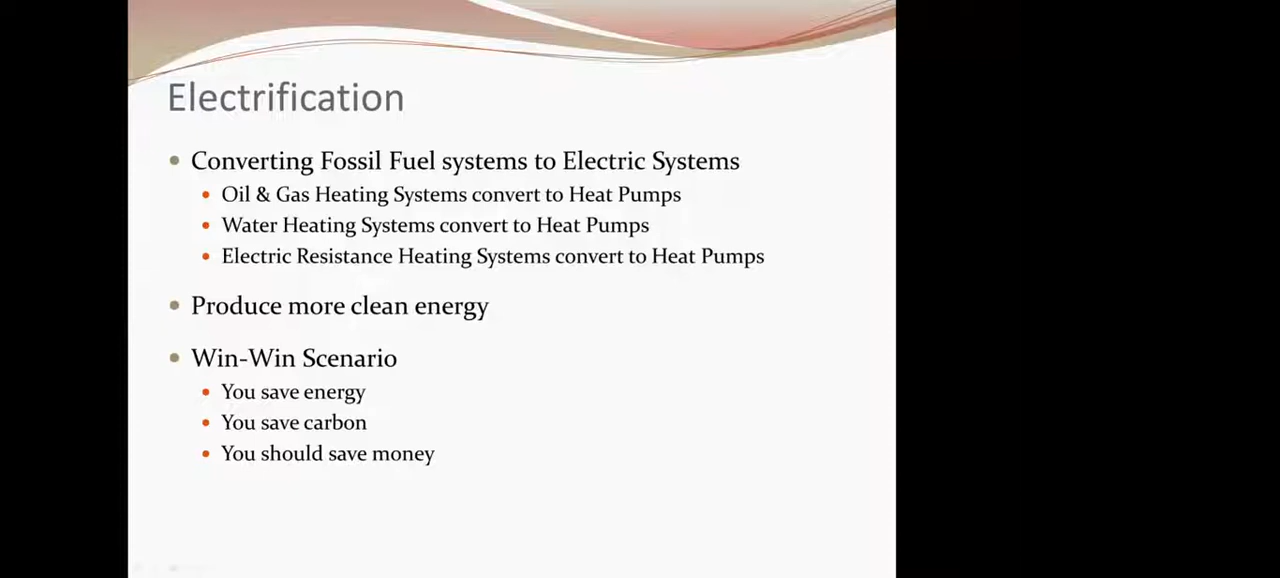 Electrification
Converting Fossil Fuel systems to Electric Systems
Oil & Gas Heating Systems convert to Heat Pumps
Water Heating Systems convert to Heat Pumps
Electric Resistance Heating Systems convert to Heat Pumps
Produce more clean energy
Win-Win Scenario
You save energy
You save carbon
You should save money